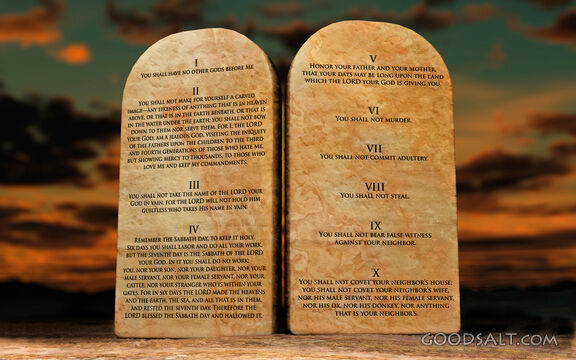 I
You shall have no other gods before Me
II
You shall not make for yourself a carved
image—any likeness of anything that is in heaven
above, or that is in the earth beneath, or that is
in the water under the earth; you shall not bow
down to them nor serve them. For I, the LORD
your God, am a jealous God, visiting the iniquity
of the fathers upon the children to the third
and fourth generations of those who hate Me,
but showing mercy to thousands, to those who
love Me and keep My commandments.
III
You shall not take the name of the LORD your
God in vain, for the LORD will not hold him
guiltless who takes His name in vain.
IV
Remember the Sabbath day, to keep it holy.
Six days you shall labor and do all your work,
but the seventh day is the Sabbath of the LORD
your God. In it you shall do no work:
you, nor your son, nor your daughter, nor your
male servant, nor your female servant, nor your
cattle, nor your stranger who is within your
gates. For in six days the LORD made the heavens
and the earth, the sea, and all that is in them,
and rested the seventh day. Therefore the
LORD blessed the Sabbath day and hallowed it.
V
Honor your father and your mother,
that your days may be long upon the land
which the LORD your God is giving you.
VI
You shall not murder.
VII
You shall not commit adultery.
VIII
You shall not steal.
IX
You shall not bear false witness
against your neighbor.
X
You shall not covet your neighbor's house;
you shall not covet your neighbor's wife,
nor his male servant, nor his female servant,
nor his ox, nor his donkey, nor anything
that is your neighbor's.
GOODSALT.COM